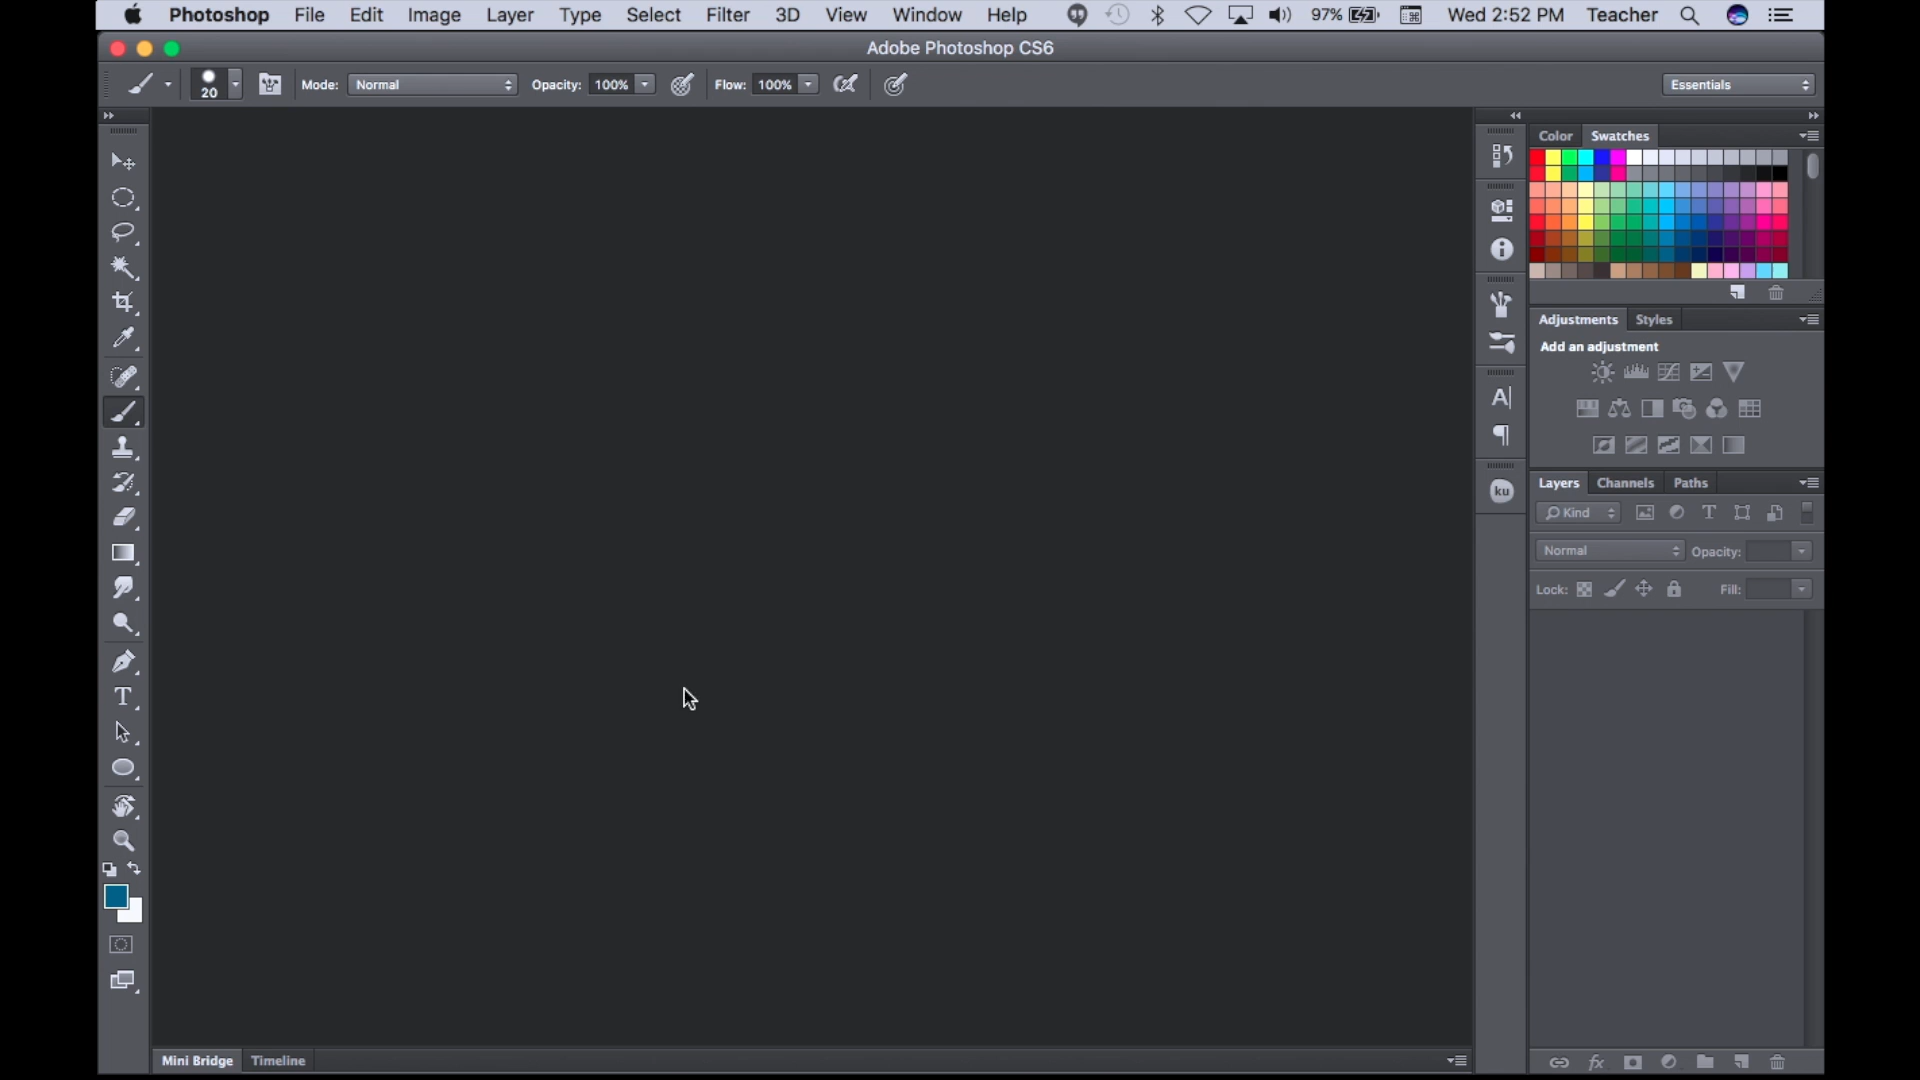 Photoshop File Edit Image Layer Type Select Filter 3D View Window Help 97% Wed 2:52 PM Teacher
Adobe Photoshop CS6
20 Mode: Normal Opacity: 100% Flow: 100% Essentials
Color Swatches
Adjustments Styles
Add an adjustment
A
ku
Layers Channels Paths
Kind T
Normal Opacity:
Lock: Fill:
T
Mini Bridge Timeline
fx